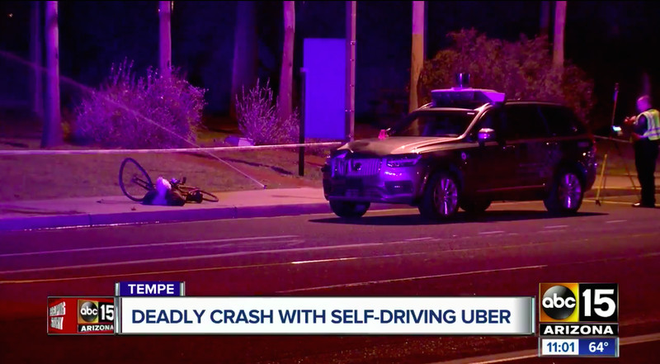 TEMPE
abc 15
ARIZONA
DEADLY CRASH WITH SELF-DRIVING UBER
abc 15
ARIZONA
11:01 64°